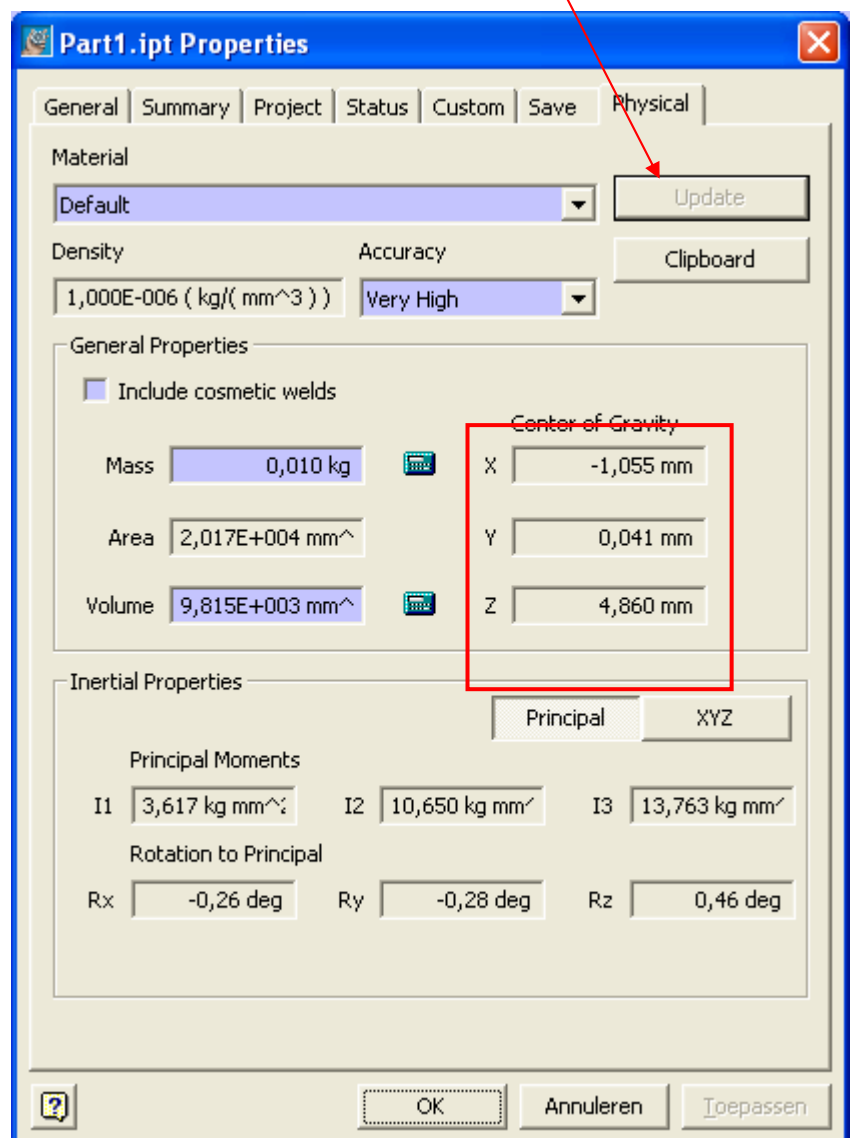 Part1.ipt Properties
General Summary Project Status Custom Save Physical
Material
Default
Update
Density
Accuracy
Clipboard
1,000E-006 ( kg/( mm^3 ) )
Very High
General Properties
Include cosmetic welds
Center of Gravity
Mass 0,010 kg X -1,055 mm
Area 2,017E+004 mm^ Y 0,041 mm
Volume 9,815E+003 mm^ Z 4,860 mm
Inertial Properties
Principal XYZ
Principal Moments
I1 3,617 kg mm^ I2 10,650 kg mm I3 13,763 kg mm
Rotation to Principal
Rx -0,26 deg Ry -0,28 deg Rz 0,46 deg
? OK Annuleren Toepassen